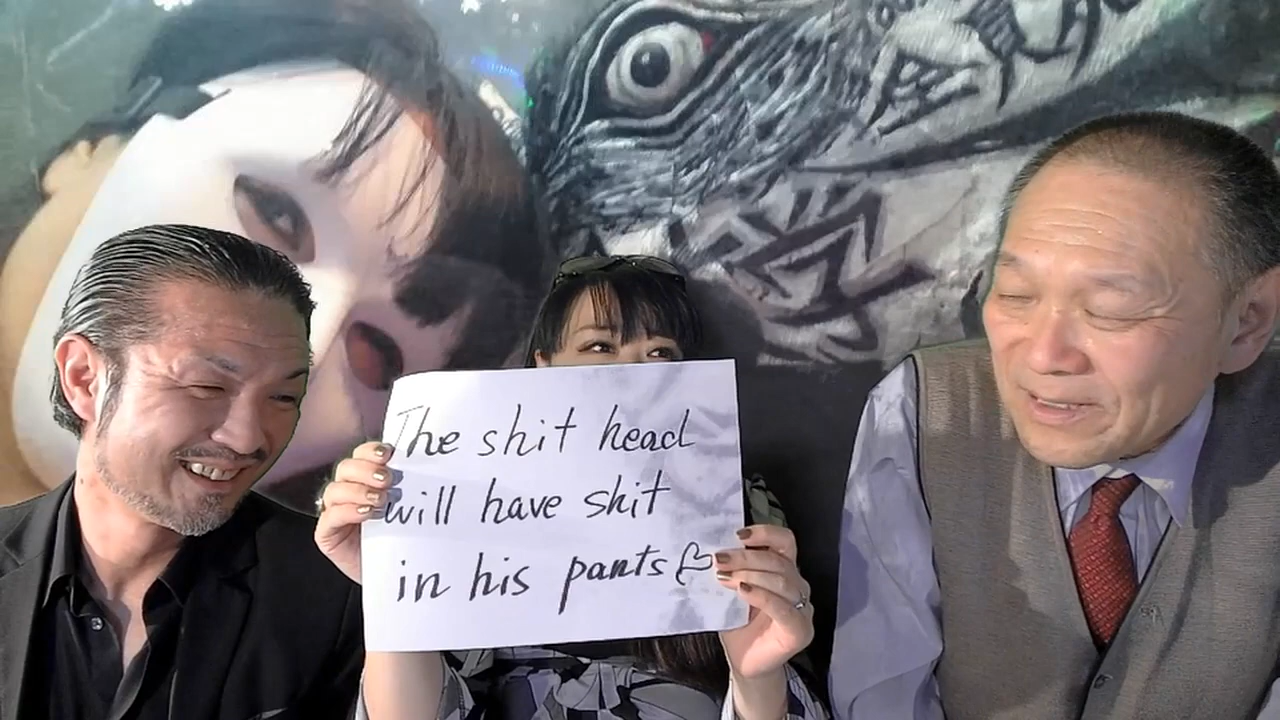 The shit head
will have shit
in his pants♡